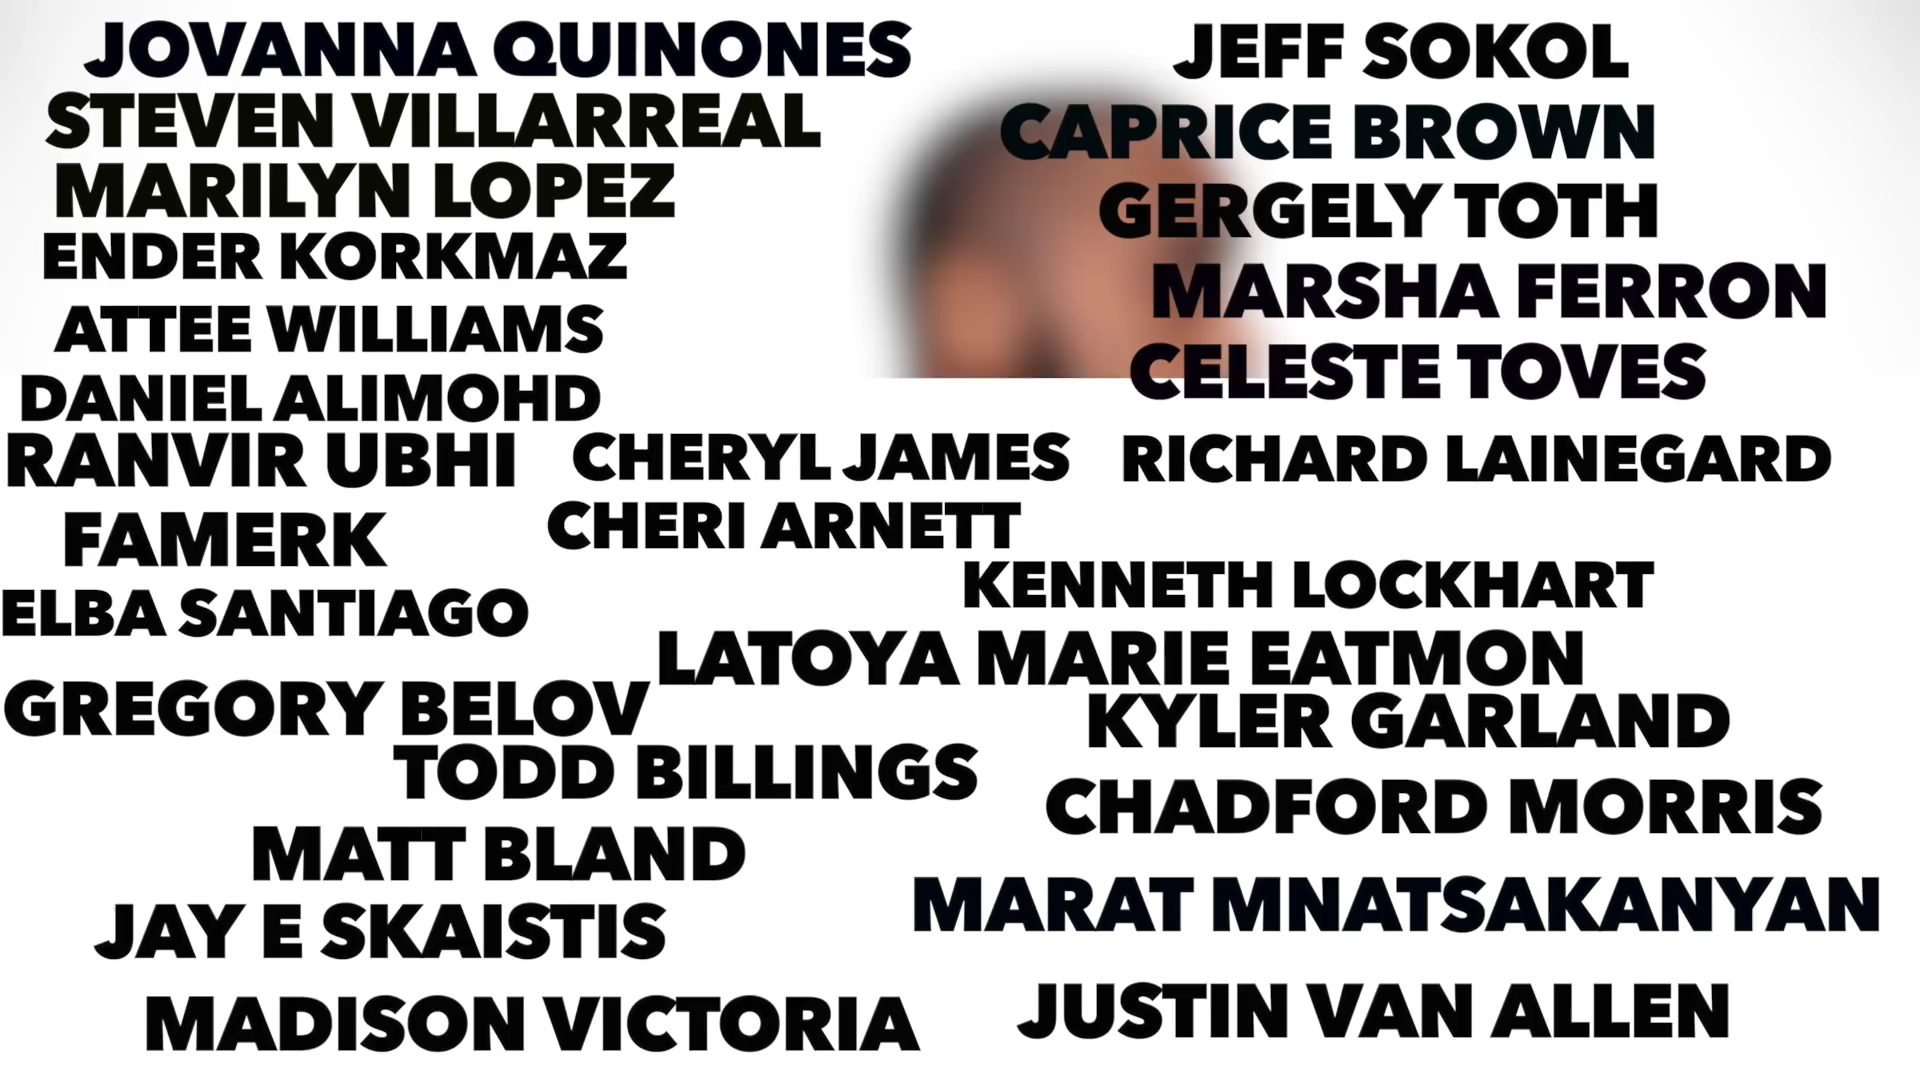 JOVANNA QUINONES
STEVEN VILLARREAL
MARILYN LOPEZ
ENDER KORKMAZ
ATTEE WILLIAMS
DANIEL ALIMOHD
RANVIR UBHI
FAMERK
ELBA SANTIAGO
GREGORY BELOV
TODD BILLINGS
MATT BLAND
JAY E SKAISTIS
MADISON VICTORIA
CHERYL JAMES
CHERI ARNETT
JEFF SOKOL
CAPRICE BROWN
GERGELY TOTH
MARSHA FERRON
CELESTE TOVES
RICHARD LAINEGARD
KENNETH LOCKHART
LATOYA MARIE EATMON
KYLER GARLAND
CHADFORD MORRIS
MARAT MNATSAKANYAN
JUSTIN VAN ALLEN